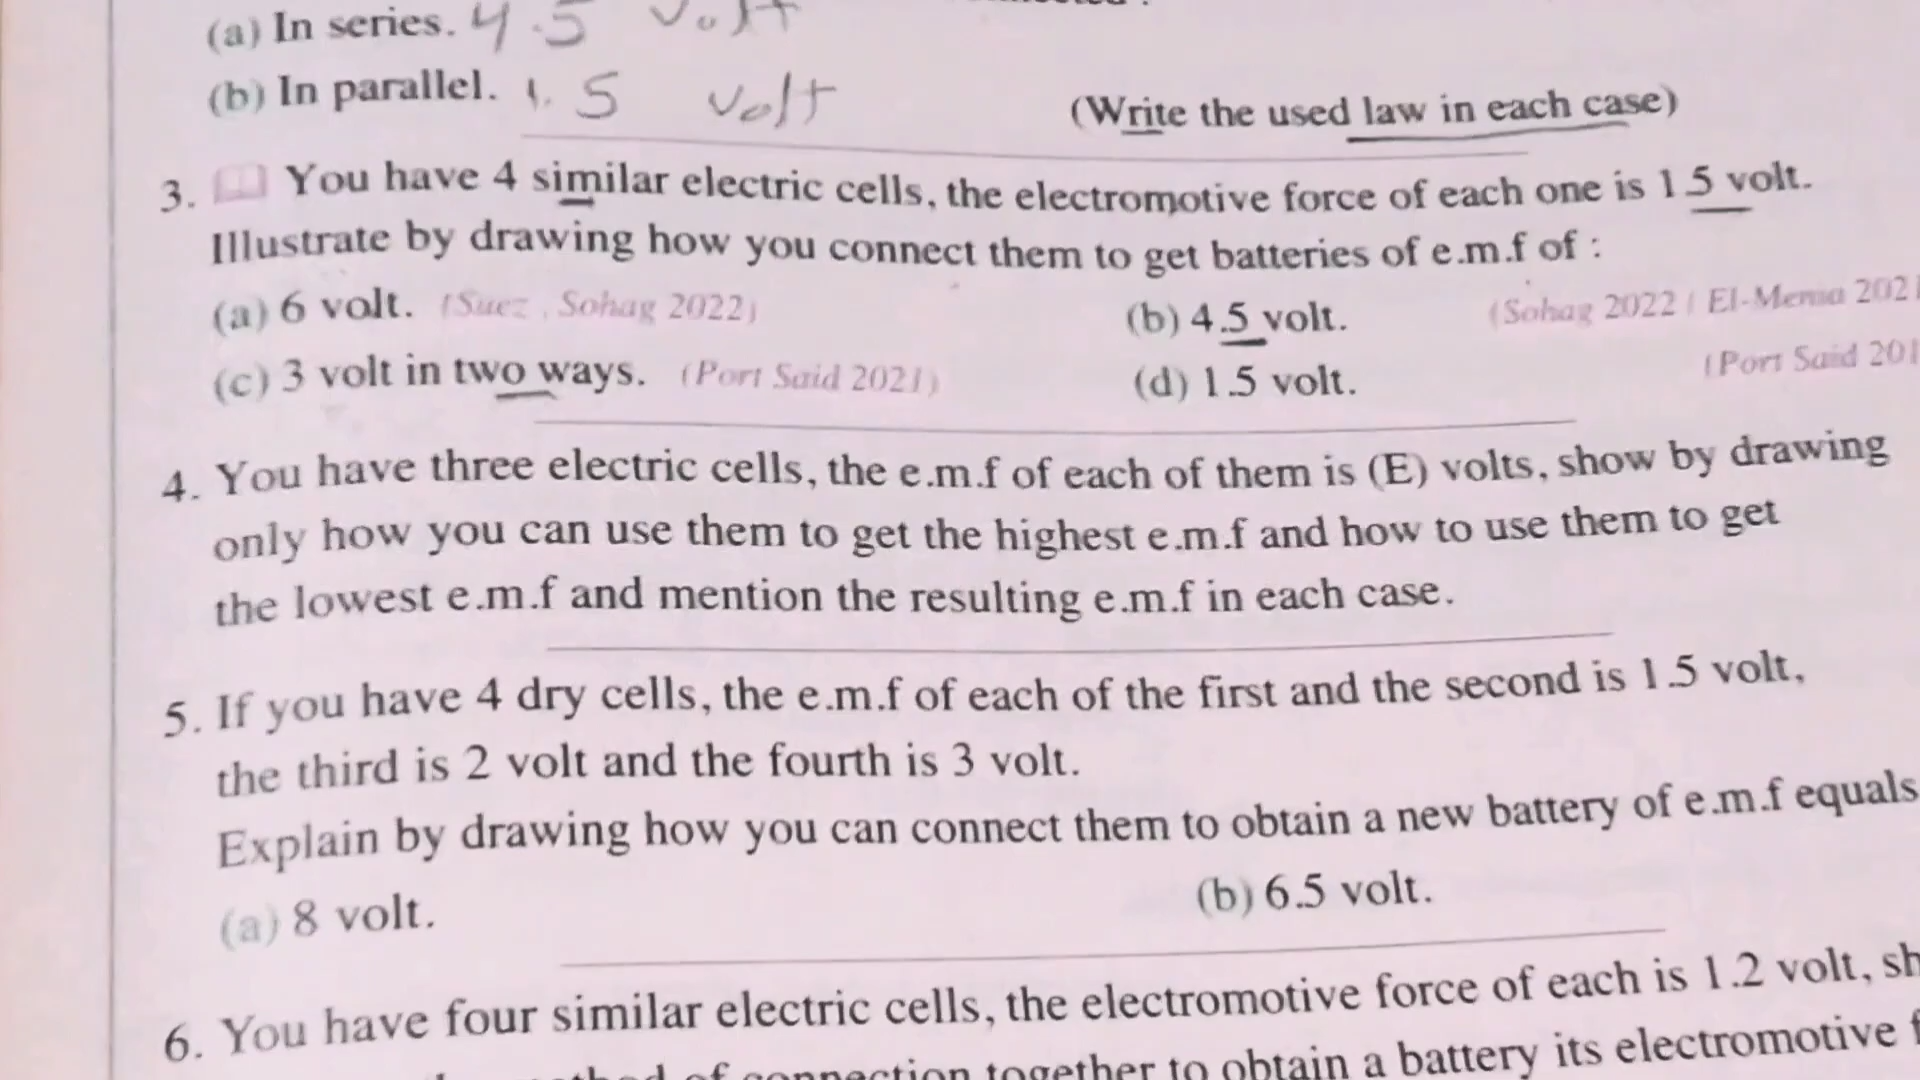 (a) In series. 4.5 volt
(b) In parallel. 1.5 volt (Write the used law in each case)
3. You have 4 similar electric cells, the electromotive force of each one is 1.5 volt.
Illustrate by drawing how you connect them to get batteries of e.m.f of :
(a) 6 volt. (Suez , Sohag 2022) (b) 4.5 volt. (Sohag 2022 / El-Menia 2021
(c) 3 volt in two ways. (Port Said 2021) (d) 1.5 volt. (Port Said 201
4. You have three electric cells, the e.m.f of each of them is (E) volts, show by drawing
only how you can use them to get the highest e.m.f and how to use them to get
the lowest e.m.f and mention the resulting e.m.f in each case.
5. If you have 4 dry cells, the e.m.f of each of the first and the second is 1.5 volt,
the third is 2 volt and the fourth is 3 volt.
Explain by drawing how you can connect them to obtain a new battery of e.m.f equals
(a) 8 volt. (b) 6.5 volt.
6. You have four similar electric cells, the electromotive force of each is 1.2 volt, sh
of connection together to obtain a battery its electromotive f